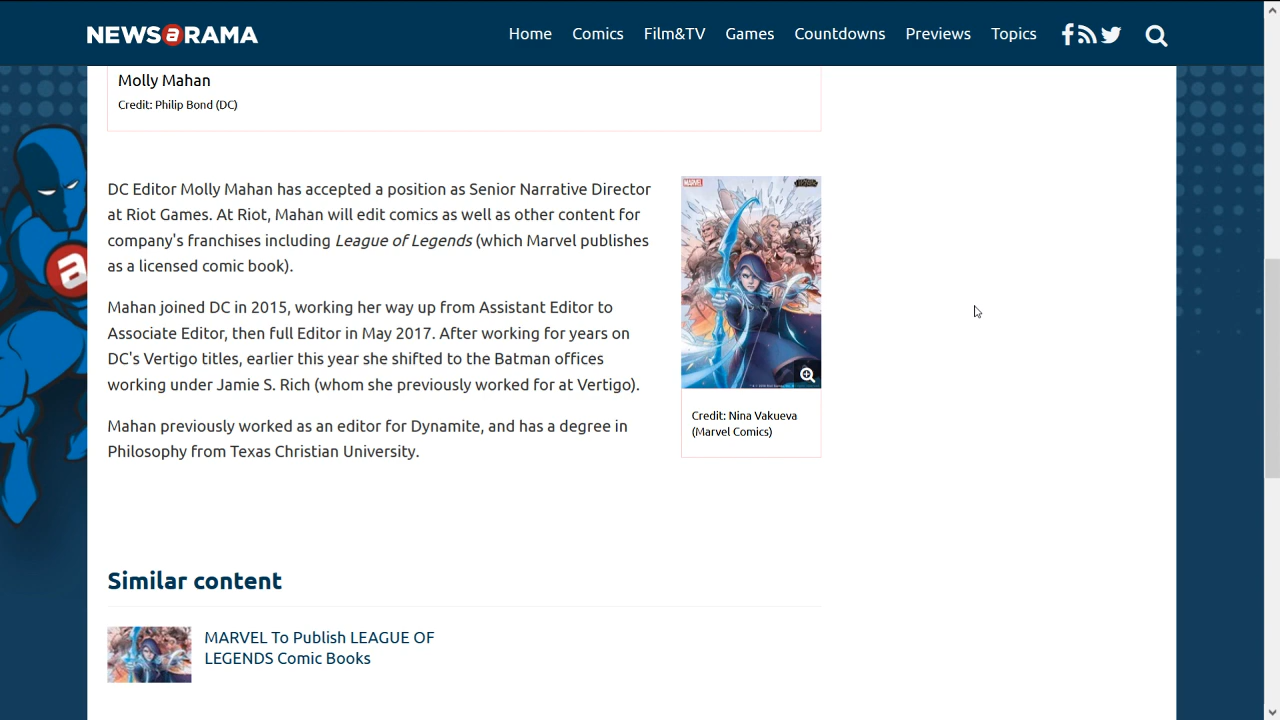 NEWSaRAMA
Home Comics Film&TV Games Countdowns Previews Topics
Molly Mahan
Credit: Philip Bond (DC)
DC Editor Molly Mahan has accepted a position as Senior Narrative Director
at Riot Games. At Riot, Mahan will edit comics as well as other content for
company's franchises including League of Legends (which Marvel publishes
as a licensed comic book).
Mahan joined DC in 2015, working her way up from Assistant Editor to
Associate Editor, then full Editor in May 2017. After working for years on
DC's Vertigo titles, earlier this year she shifted to the Batman offices
working under Jamie S. Rich (whom she previously worked for at Vertigo).
Mahan previously worked as an editor for Dynamite, and has a degree in
Philosophy from Texas Christian University.
MARVEL
Credit: Nina Vakueva
(Marvel Comics)
Similar content
MARVEL To Publish LEAGUE OF
LEGENDS Comic Books